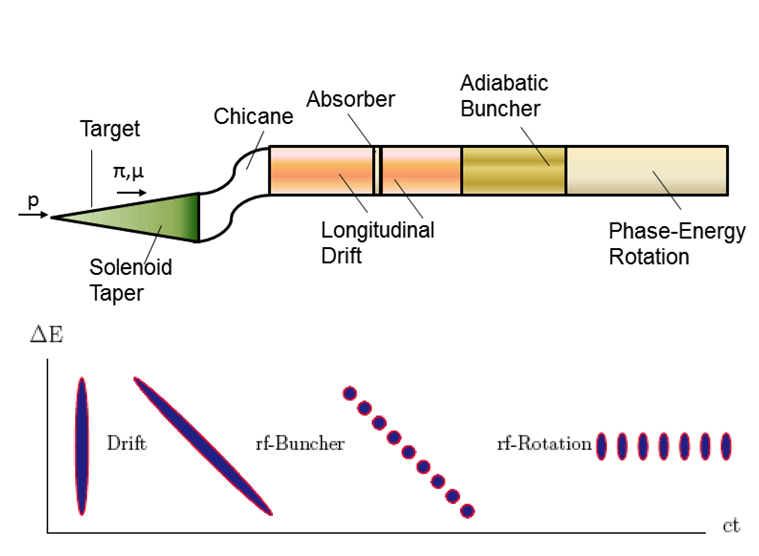 Adiabatic
Buncher
Absorber
Chicane
Target
π,μ
p
Longitudinal
Drift
Phase-Energy
Rotation
Solenoid
Taper
ΔE
Drift
rf-Buncher
rf-Rotation
ct